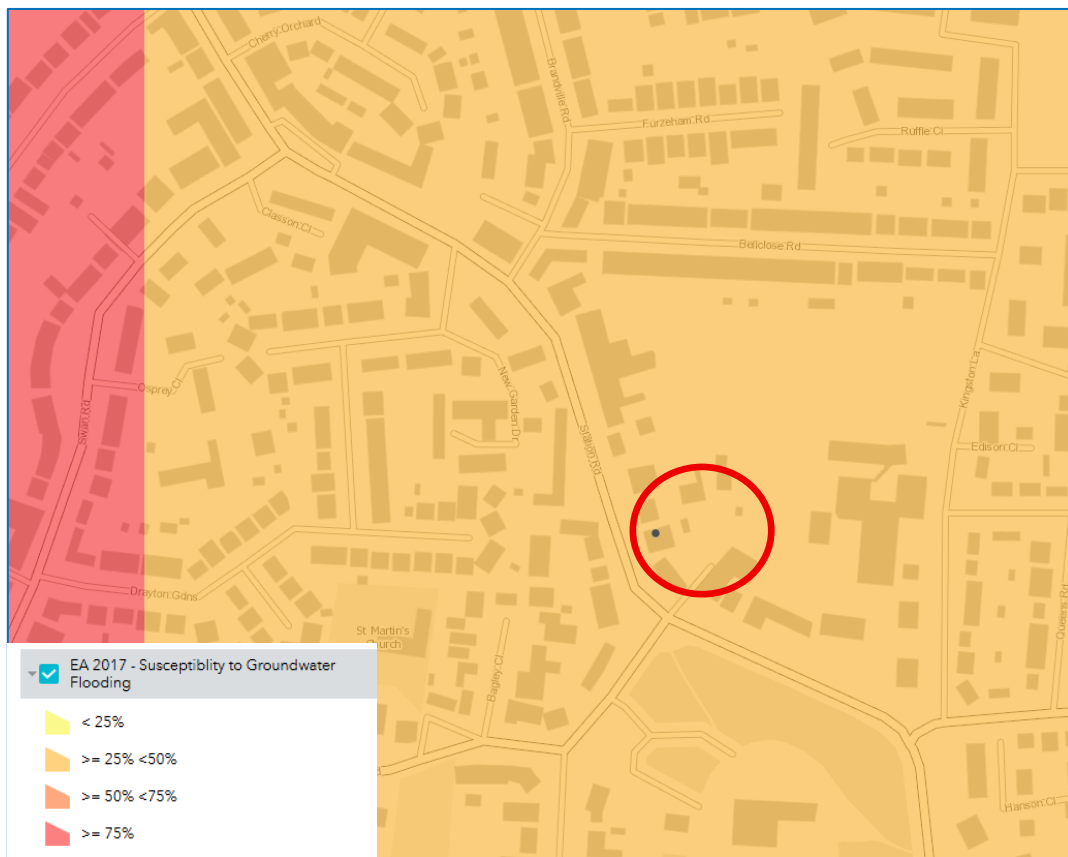 Cherry Orchard
Brandville Rd
Furzeham Rd
Ruffle Cl
Classon Cl
Bellclose Rd
Kingston La
Osprey Cl
New Garden Dr
Swan Rd
Station Rd
Edison Cl
Drayton Gdns
St Martin's
Church
Queens Rd
Bagley Cl
Hanson Cl
EA 2017 - Susceptiblity to Groundwater
Flooding
< 25%
>= 25% <50%
>= 50% <75%
>= 75%